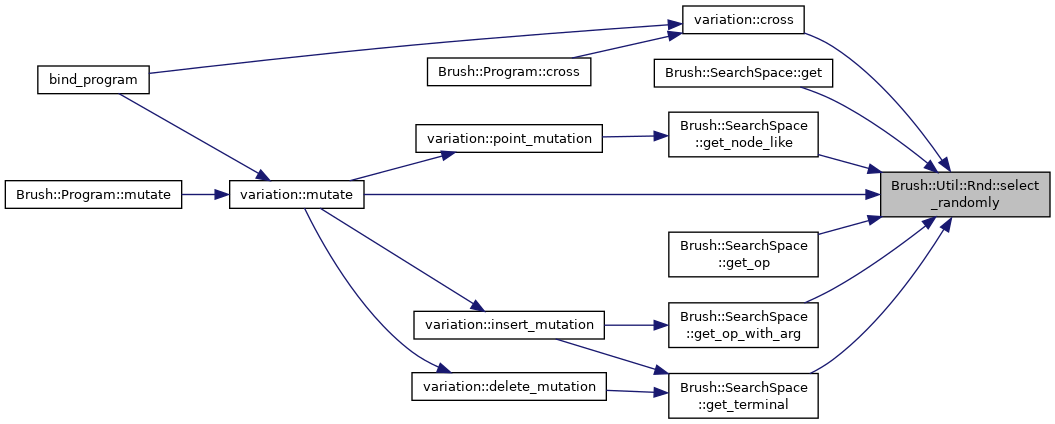 variation::cross
Brush::Program::cross
bind_program
Brush::SearchSpace::get
Brush::SearchSpace
::get_node_like
variation::point_mutation
Brush::Program::mutate
variation::mutate
Brush::Util::Rnd::select
_randomly
Brush::SearchSpace
::get_op
variation::insert_mutation
Brush::SearchSpace
::get_op_with_arg
variation::delete_mutation
Brush::SearchSpace
::get_terminal